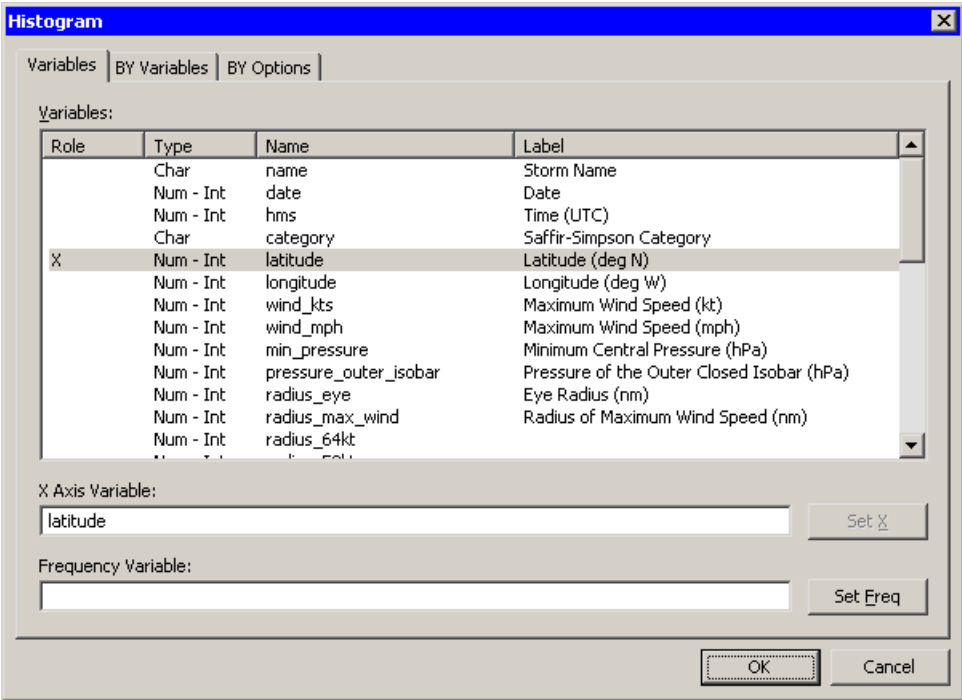 Histogram
Variables BY Variables BY Options
Variables:
Role Type Name Label
Char name Storm Name
Num - Int date Date
Num - Int hms Time (UTC)
Char category Saffir-Simpson Category
X Num - Int latitude Latitude (deg N)
Num - Int longitude Longitude (deg W)
Num - Int wind_kts Maximum Wind Speed (kt)
Num - Int wind_mph Maximum Wind Speed (mph)
Num - Int min_pressure Minimum Central Pressure (hPa)
Num - Int pressure_outer_isobar Pressure of the Outer Closed Isobar (hPa)
Num - Int radius_eye Eye Radius (nm)
Num - Int radius_max_wind Radius of Maximum Wind Speed (nm)
Num - Int radius_64kt
X Axis Variable:
latitude Set X
Frequency Variable:
Set Freq
OK Cancel